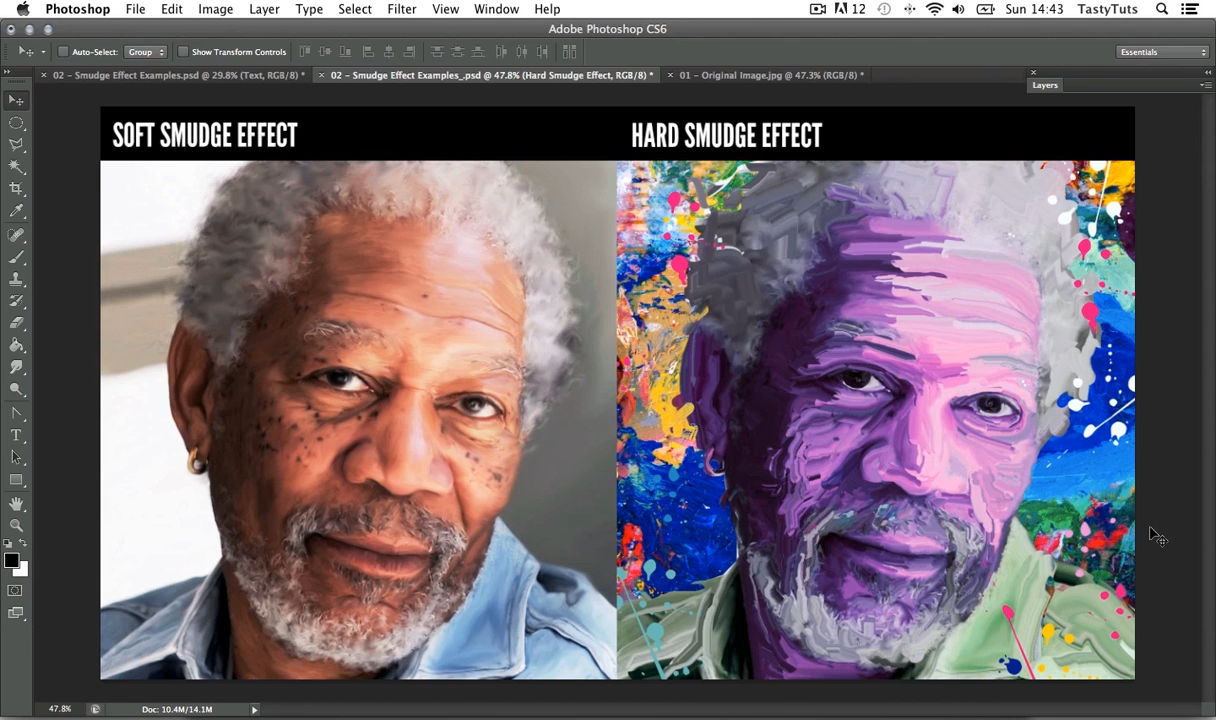 Photoshop File Edit Image Layer Type Select Filter View Window Help 12 Sun 14:43 TastyTuts
Adobe Photoshop CS6
Auto-Select: Group Show Transform Controls Essentials
02 – Smudge Effect Examples.psd @ 29.8% (Text, RGB/8) * 02 – Smudge Effect Examples_.psd @ 47.8% (Hard Smudge Effect, RGB/8) * 01 – Original Image.jpg @ 47.3% (RGB/8) *
Layers
SOFT SMUDGE EFFECT HARD SMUDGE EFFECT
47.8% Doc: 10.4M/14.1M